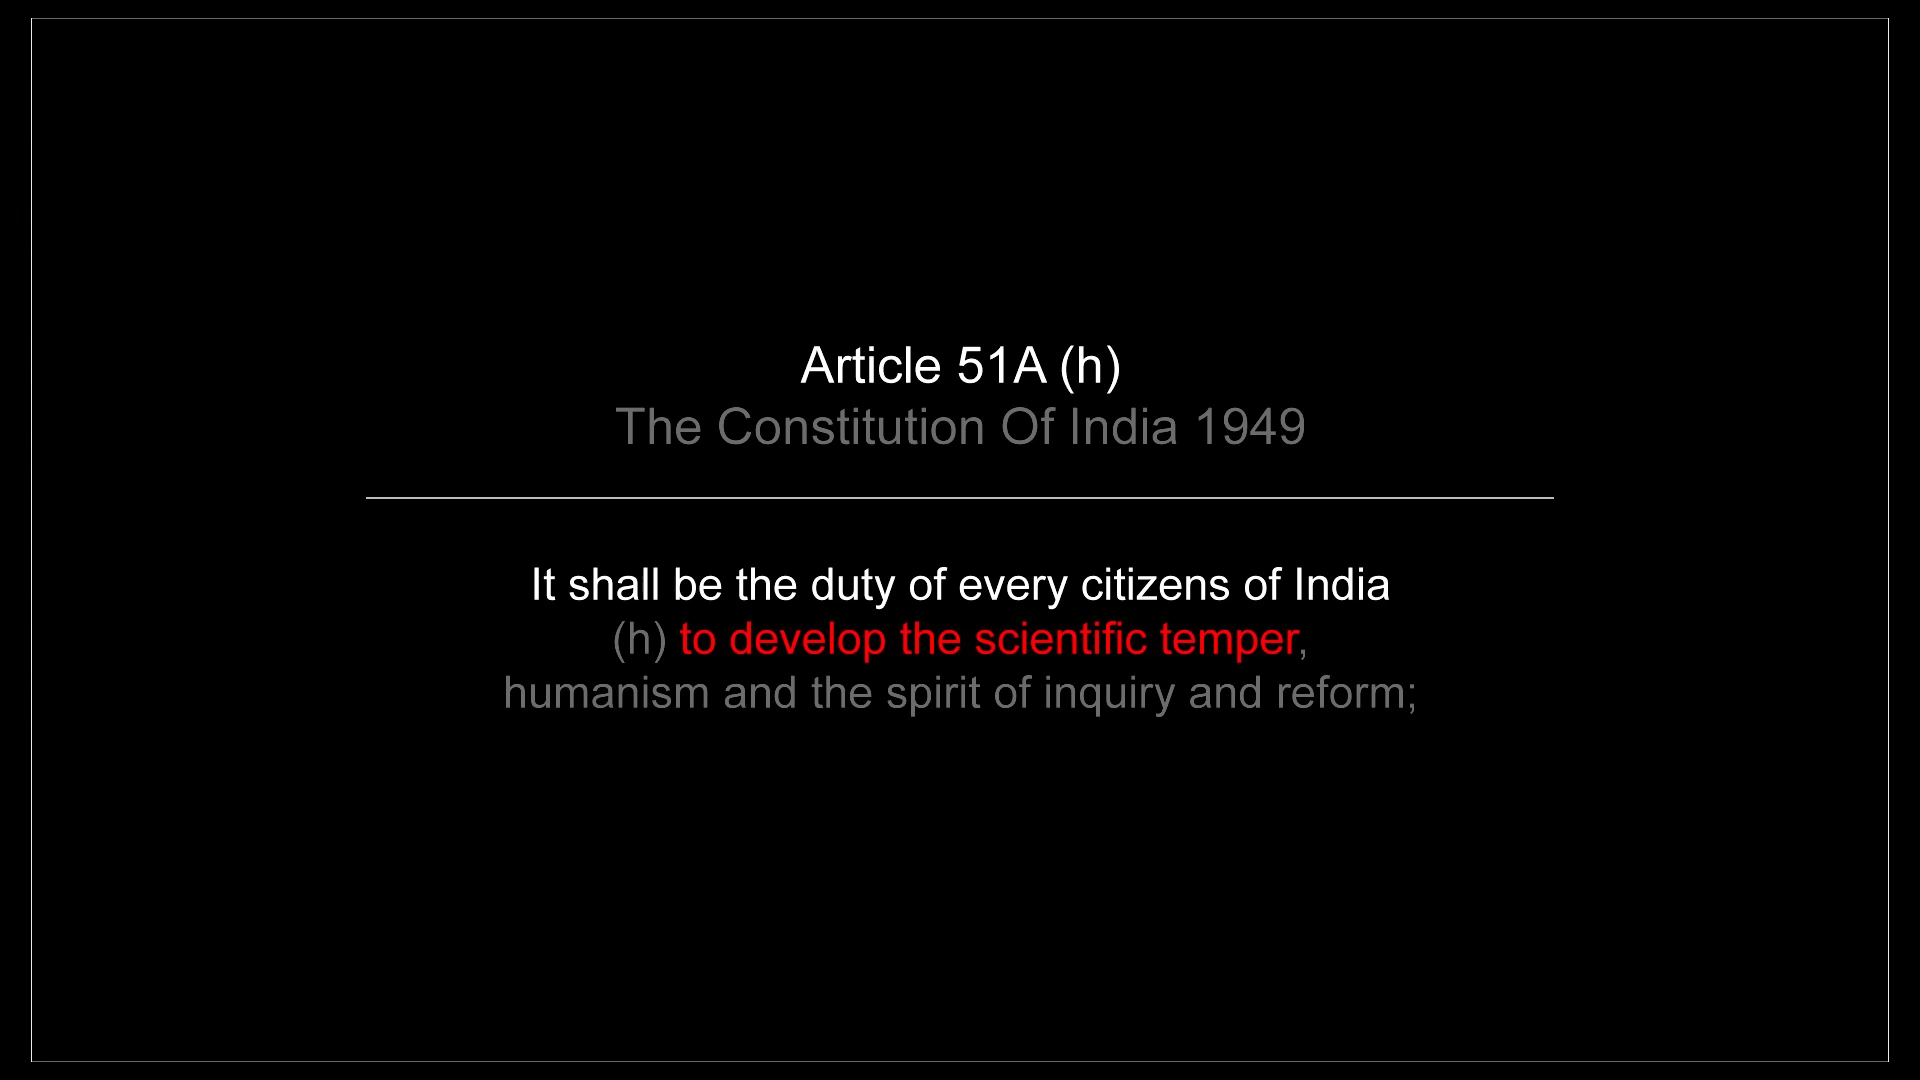 Article 51A (h)
The Constitution Of India 1949
It shall be the duty of every citizens of India
(h) to develop the scientific temper,
humanism and the spirit of inquiry and reform;